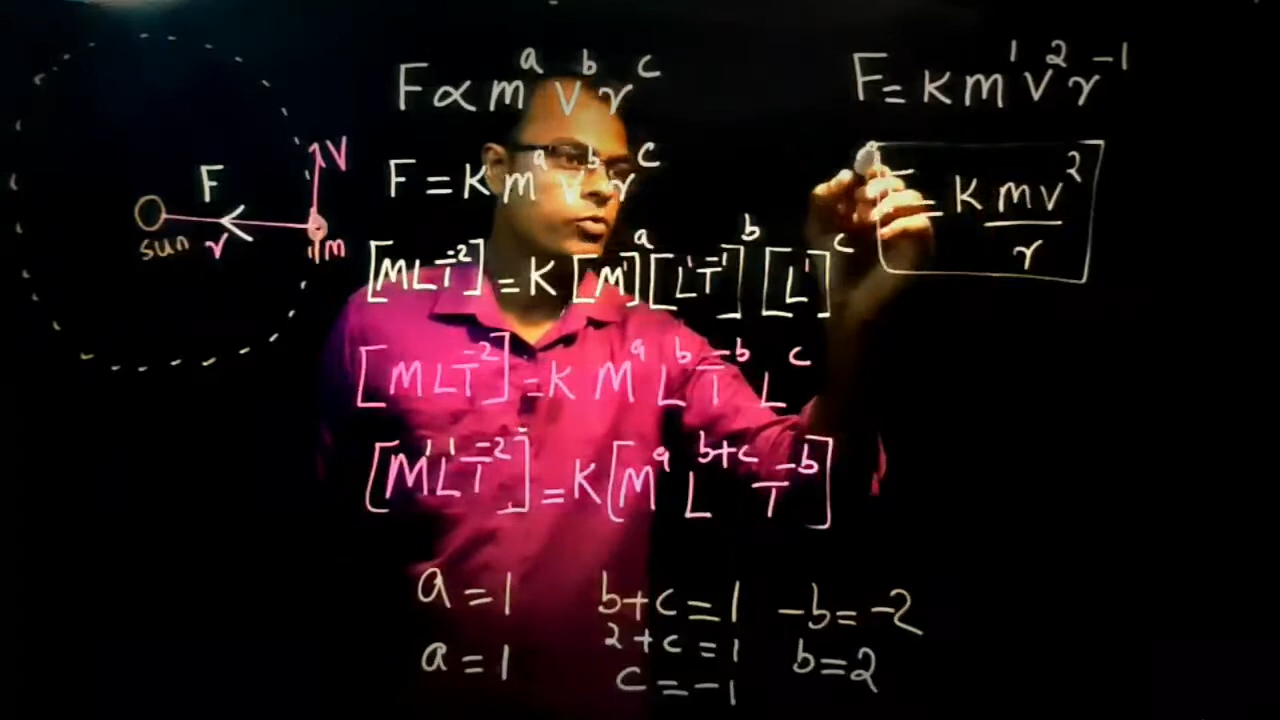 F
V
sun
r
m
F ∝ m^a v^b r^c
F = K m^a v^b r^c
[MLT^-2] = K [M^1]^a [L^1T^-1]^b [L^1]^c
[MLT^-2] = K M^a L^b T^-b L^c
[M^1L^1T^-2] = K [M^a L^b+c T^-b]
a = 1 b+c = 1 -b = -2
a = 1 2+c = 1 b = 2
c = -1
F = K m^1 v^2 r^-1
F = K mv^2/r